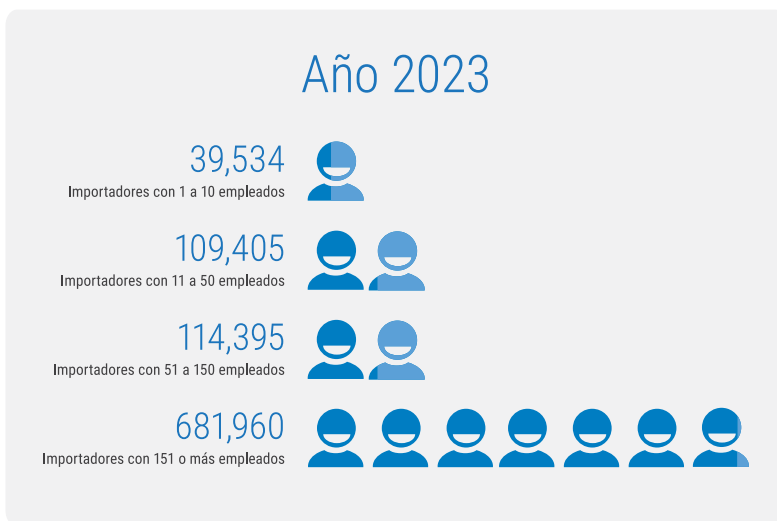 Año 2023
39,534
Importadores con 1 a 10 empleados
109,405
Importadores con 11 a 50 empleados
114,395
Importadores con 51 a 150 empleados
681,960
Importadores con 151 o más empleados